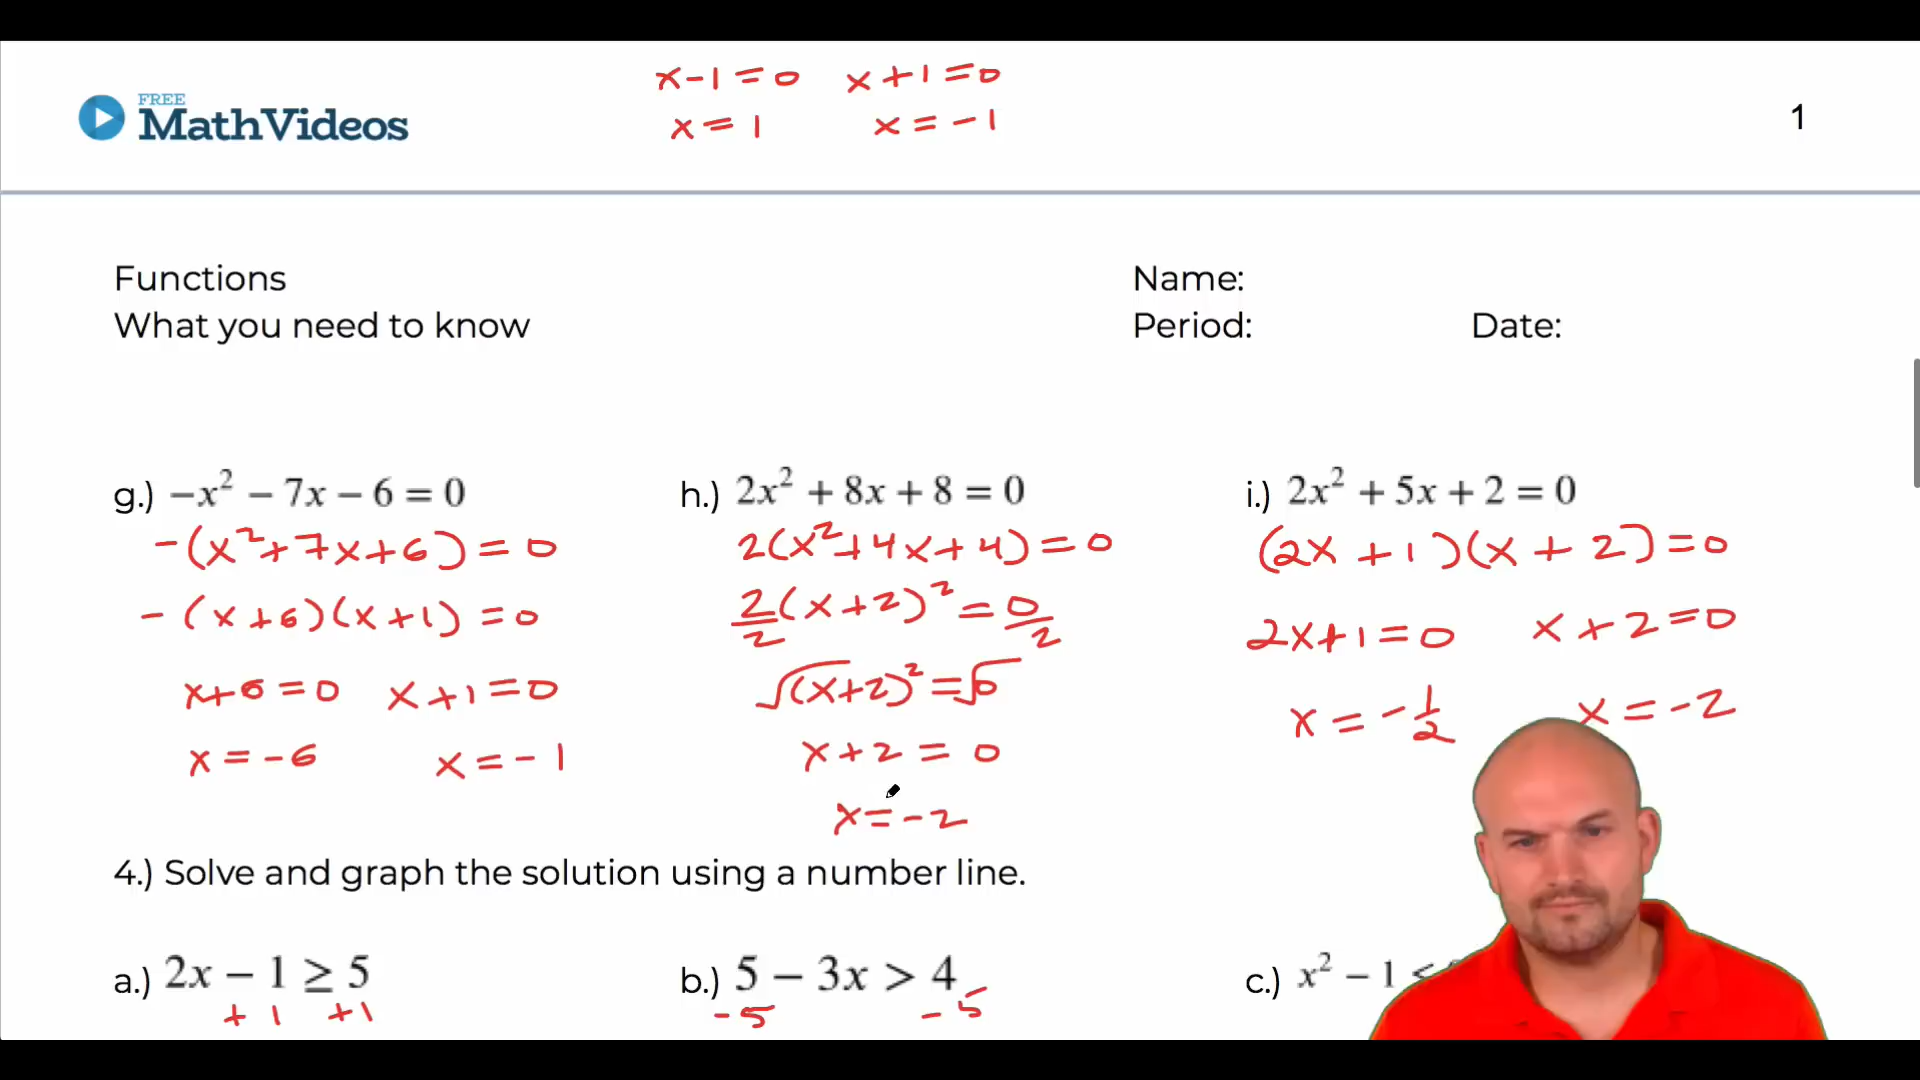 x-1=0 x+1=0
FREE
MathVideos
x=1 x=-1
1
Functions
Name:
What you need to know
Period: Date:
g.) −x² − 7x − 6 = 0 h.) 2x² + 8x + 8 = 0 i.) 2x² + 5x + 2 = 0
-(x²+7x+6)=0 2(x²+4x+4)=0 (2x+1)(x+2)=0
-(x+6)(x+1)=0 2/2(x+2)²=0/2 2x+1=0 x+2=0
x+6=0 x+1=0 √(x+2)²=√0 x=-1/2 x=-2
x=-6 x=-1 x+2=0
x=-2
4.) Solve and graph the solution using a number line.
a.) 2x − 1 ≥ 5 b.) 5 − 3x > 4 c.) x² − 1
+1 +1 -5 -5